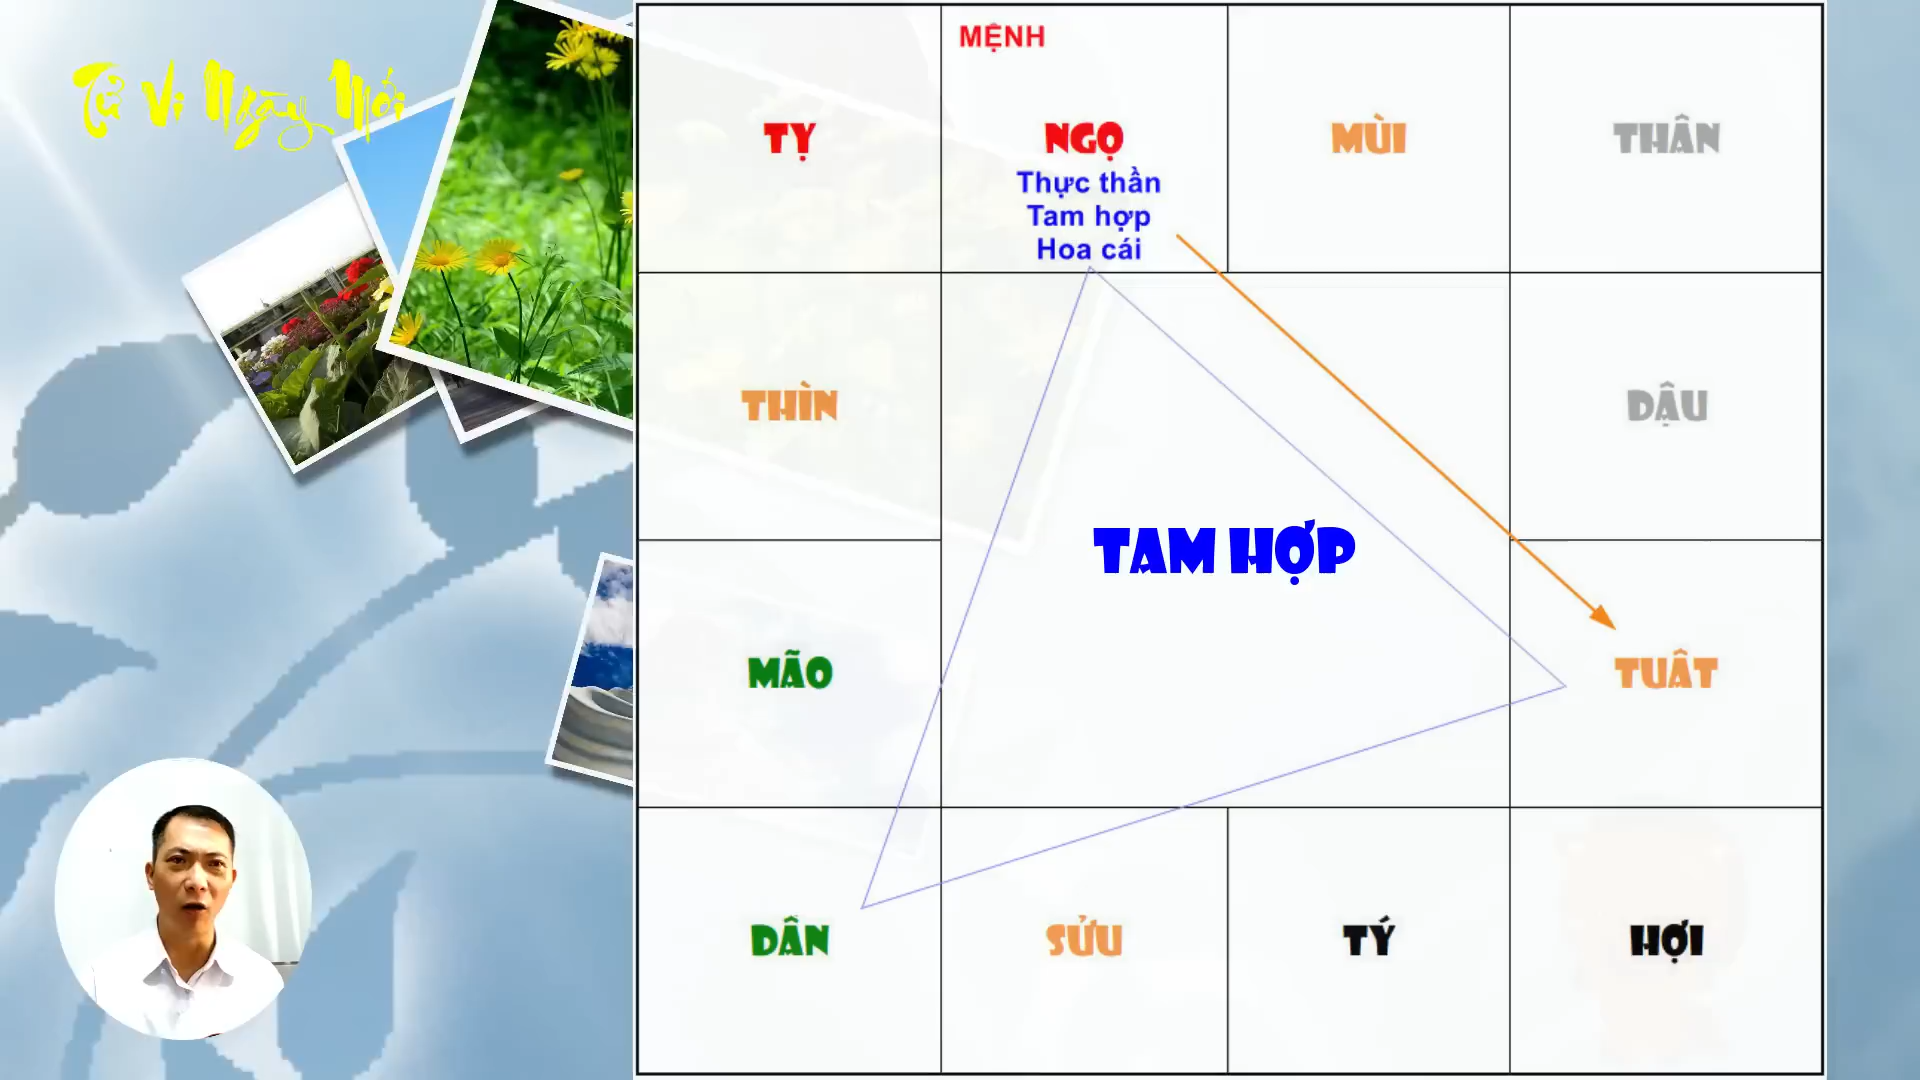 Tử Vi Ngày Mới
MỆNH
TỴ
NGỌ
Thực thần
Tam hợp
Hoa cái
MÙI
THÂN
THÌN
DẬU
TAM HỢP
MÃO
TUẤT
DẦN
SỬU
TÝ
HỢI